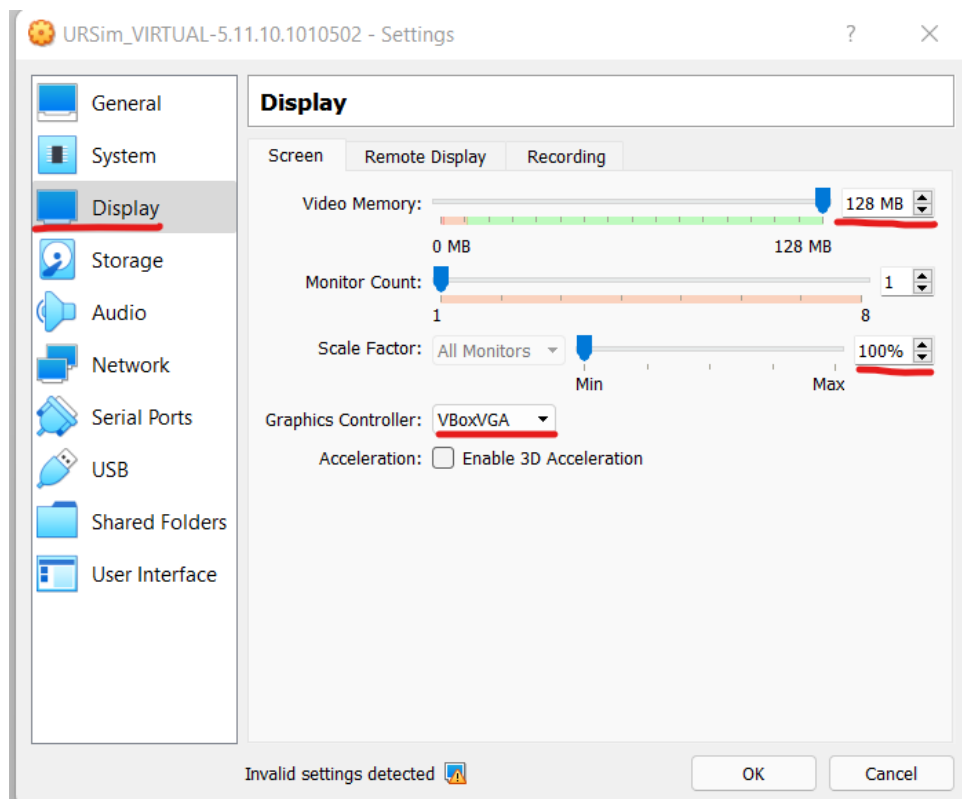 URSim_VIRTUAL-5.11.10.1010502 - Settings ?
General
System
Display
Storage
Audio
Network
Serial Ports
USB
Shared Folders
User Interface
Display
Screen Remote Display Recording
Video Memory: 128 MB
0 MB 128 MB
Monitor Count: 1
1 8
Scale Factor: All Monitors 100%
Min Max
Graphics Controller: VBoxVGA
Acceleration: Enable 3D Acceleration
Invalid settings detected OK Cancel